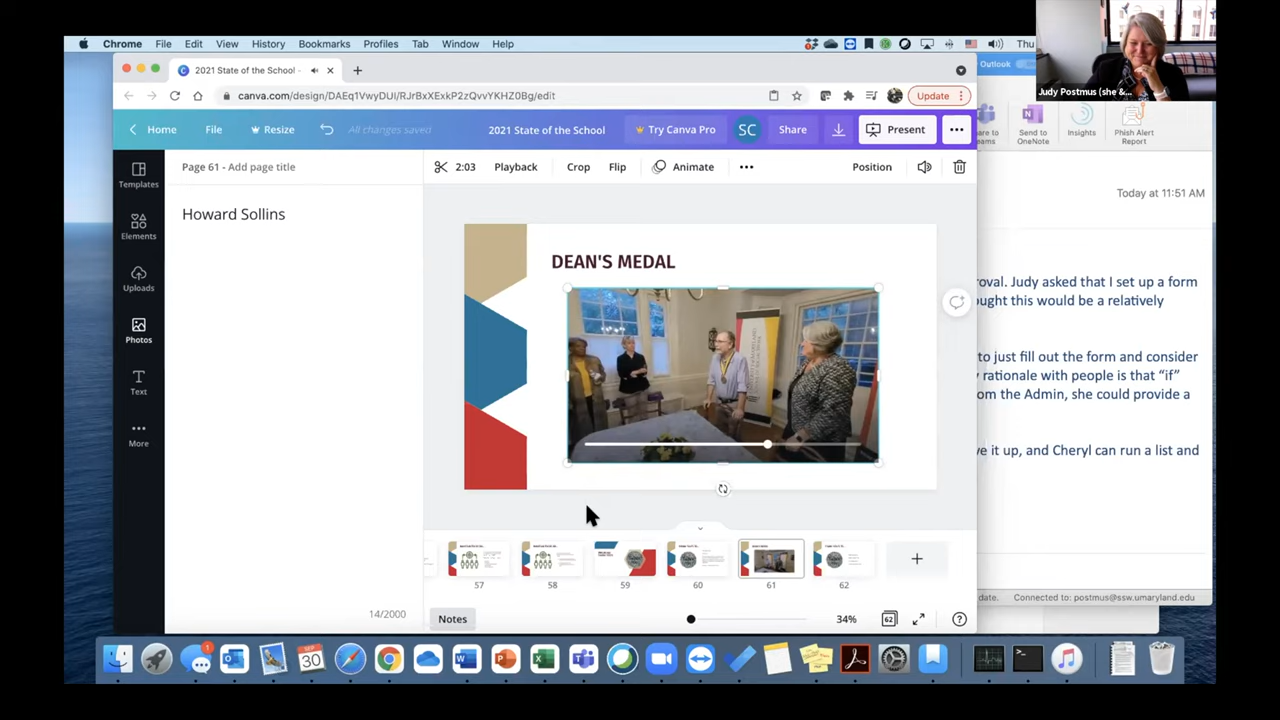 Chrome File Edit View History Bookmarks Profiles Tab Window Help
Thu
Judy Postmus (she &...
2021 State of the School -
Outlook
canva.com/design/DAEq1VwyDUI/RJrBxXExkP2zQvvYKHZ0Bg/edit
Update
Home File Resize All changes saved 2021 State of the School Try Canva Pro SC Share Present
Send to OneNote
Insights
Phish Alert Report
Page 61 - Add page title
2:03 Playback Crop Flip Animate Position
Today at 11:51 AM
Templates
Elements
Uploads
Photos
Text
More
Howard Sollins
DEAN'S MEDAL
roval. Judy asked that I set up a form
ought this would be a relatively
to just fill out the form and consider
rationale with people is that “if”
om the Admin, she could provide a
ve it up, and Cheryl can run a list and
57 58 59 60 61 62
14/2000
Notes
34%
62
date. Connected to: postmus@ssw.umaryland.edu
SEP
30
1